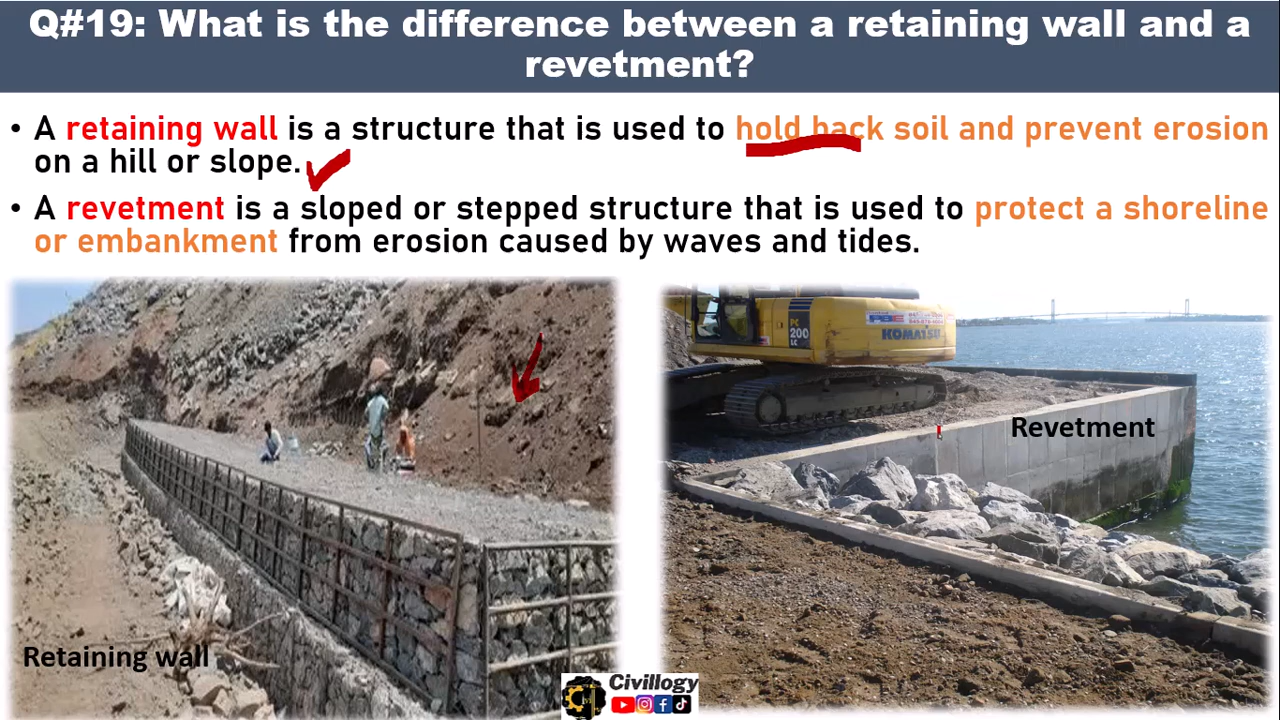 Q#19: What is the difference between a retaining wall and a
revetment?
• A retaining wall is a structure that is used to hold back soil and prevent erosion
on a hill or slope.
• A revetment is a sloped or stepped structure that is used to protect a shoreline
or embankment from erosion caused by waves and tides.
PC
200
LC
KOMATSU
Revetment
Retaining wall
Civillogy